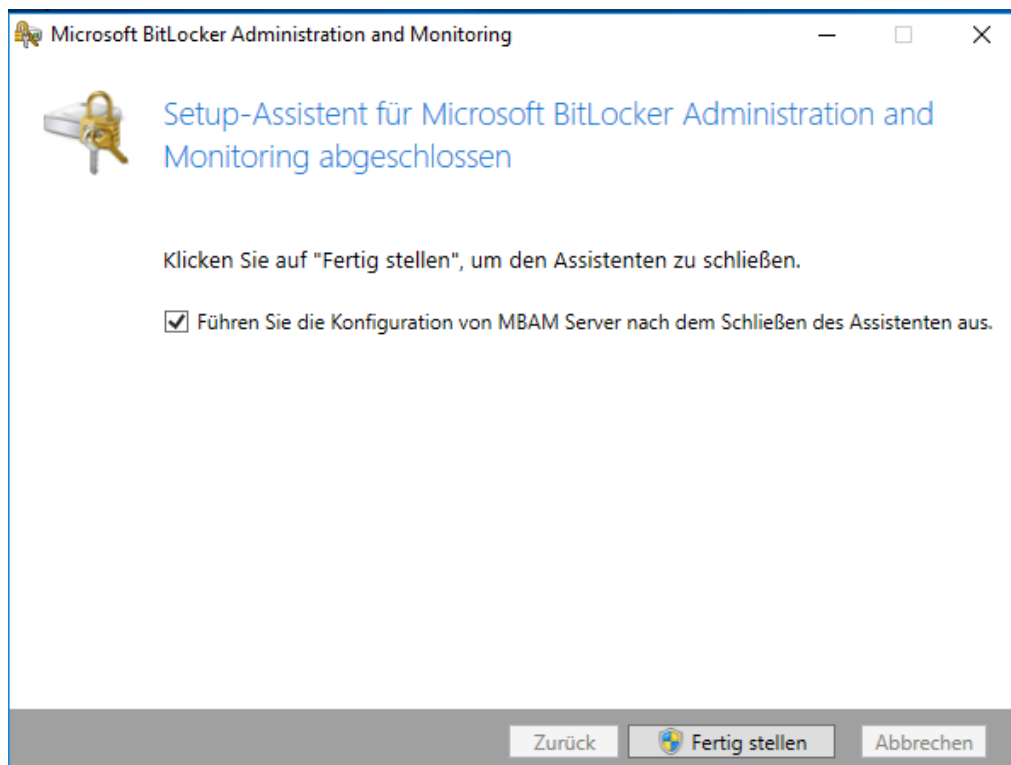 Microsoft BitLocker Administration and Monitoring
Setup-Assistent für Microsoft BitLocker Administration and
Monitoring abgeschlossen
Klicken Sie auf "Fertig stellen", um den Assistenten zu schließen.
Führen Sie die Konfiguration von MBAM Server nach dem Schließen des Assistenten aus.
Zurück Fertig stellen Abbrechen